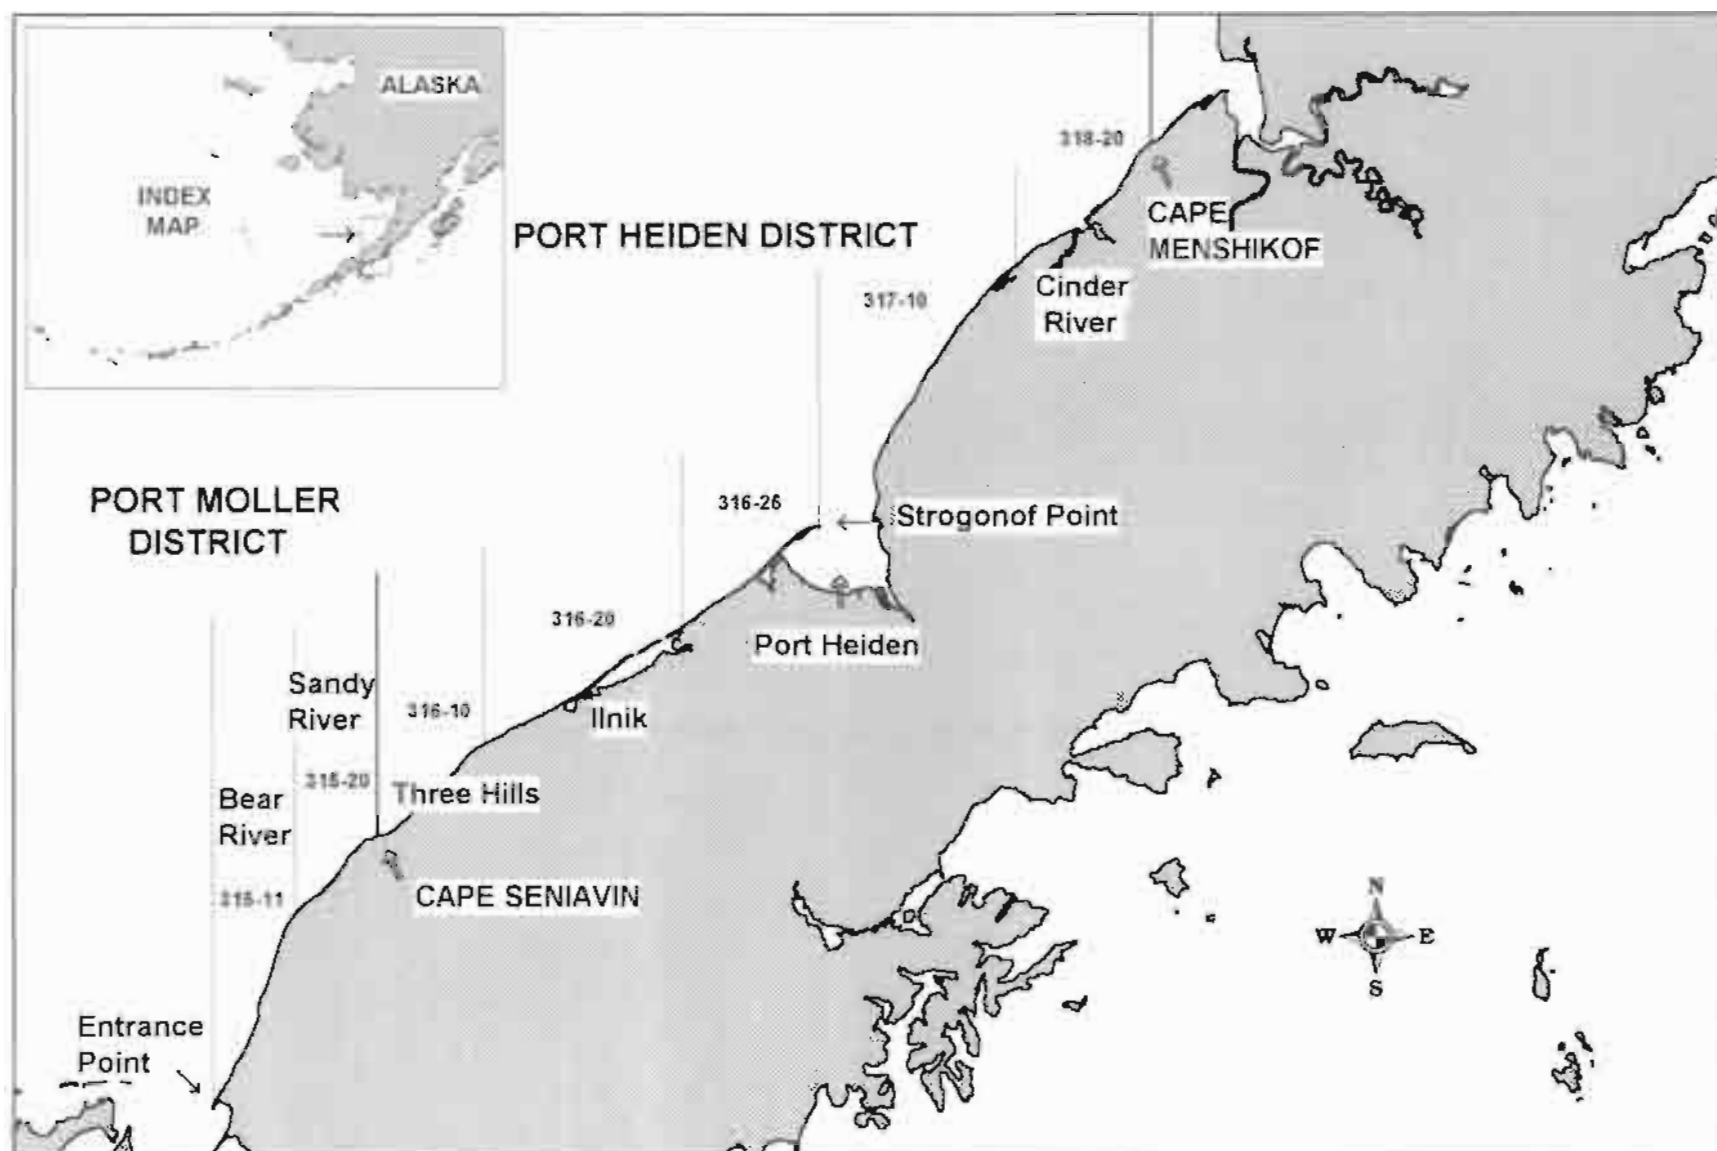 ALASKA
INDEX
MAP
PORT HEIDEN DISTRICT
318-20
CAPE
MENSHIKOF
Cinder
River
317-10
PORT MOLLER
DISTRICT
316-26
Strogonof Point
Port Heiden
316-20
Ilnik
Sandy
River
316-10
315-20
Three Hills
Bear
River
315-11
CAPE SENIAVIN
N
W
E
S
Entrance
Point